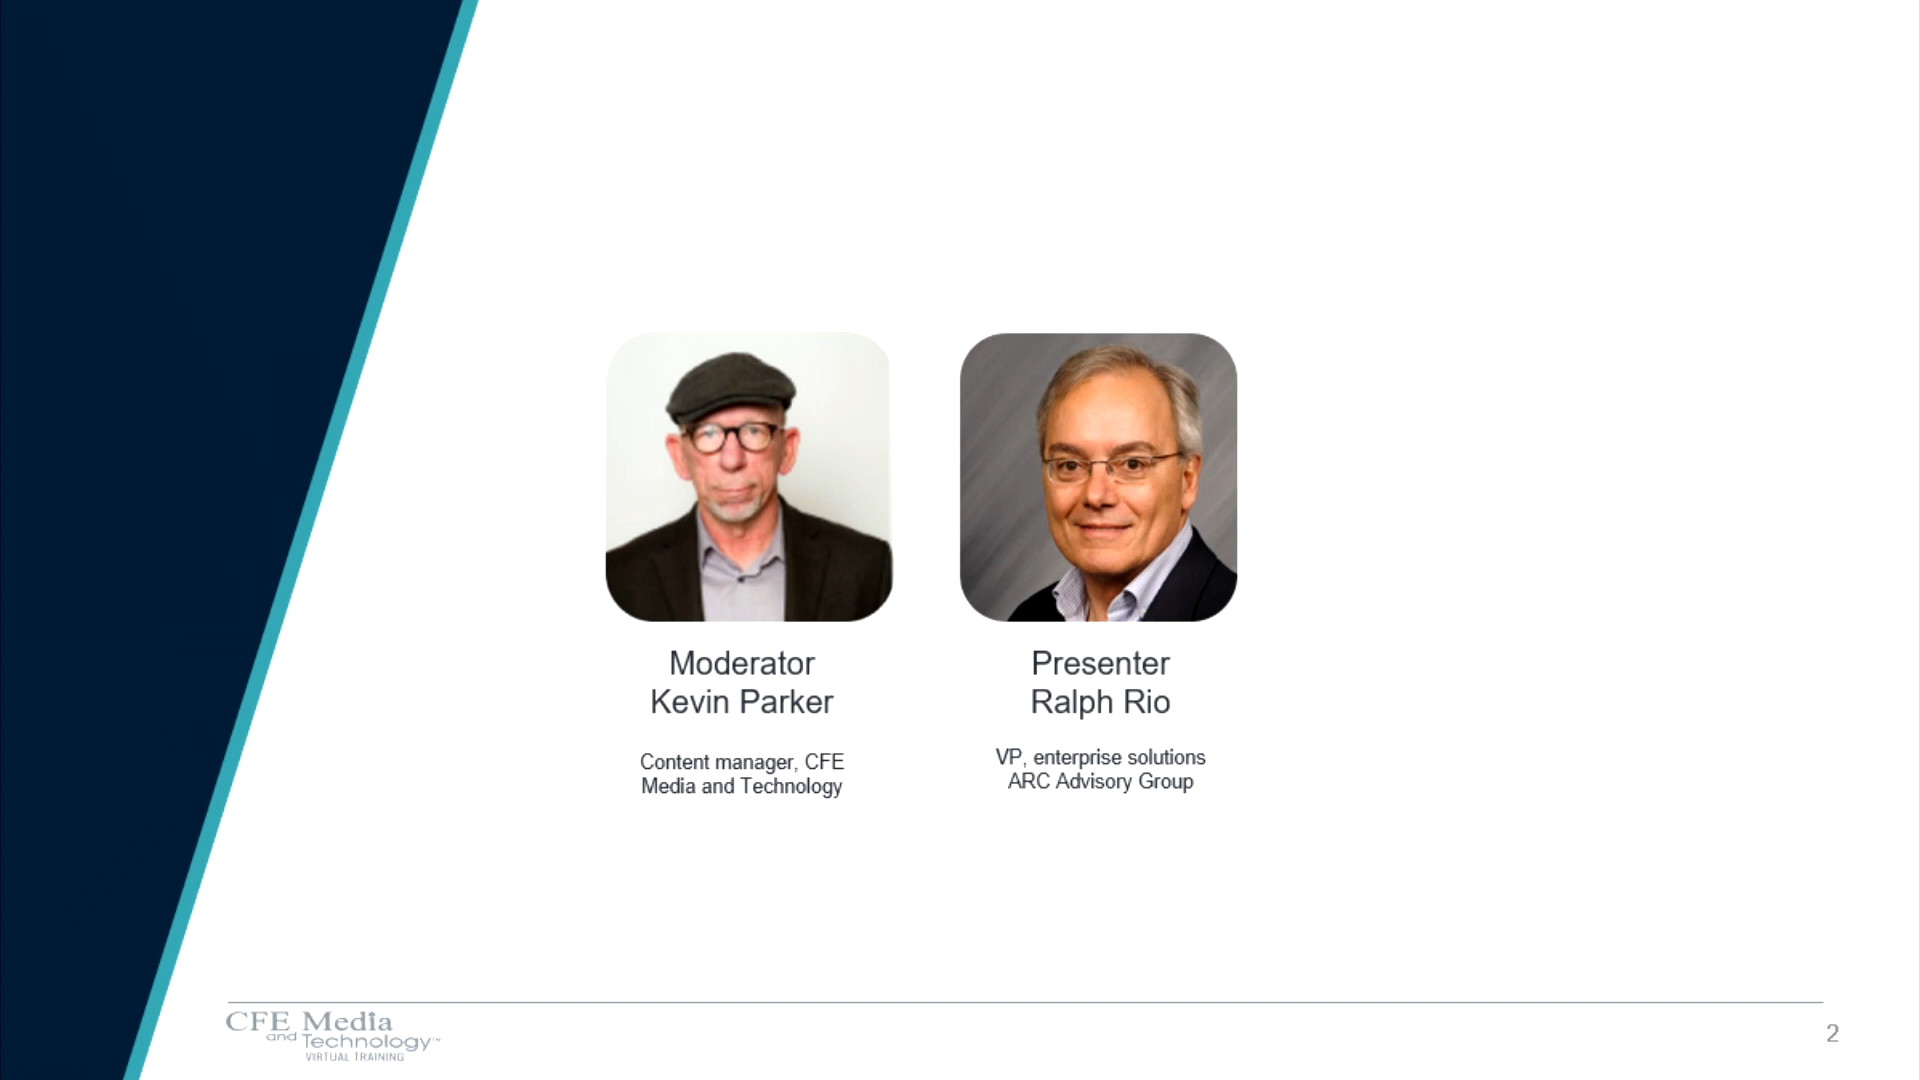 Moderator
Kevin Parker
Content manager, CFE
Media and Technology
Presenter
Ralph Rio
VP, enterprise solutions
ARC Advisory Group
CFE Media
and Technology™
VIRTUAL TRAINING
2